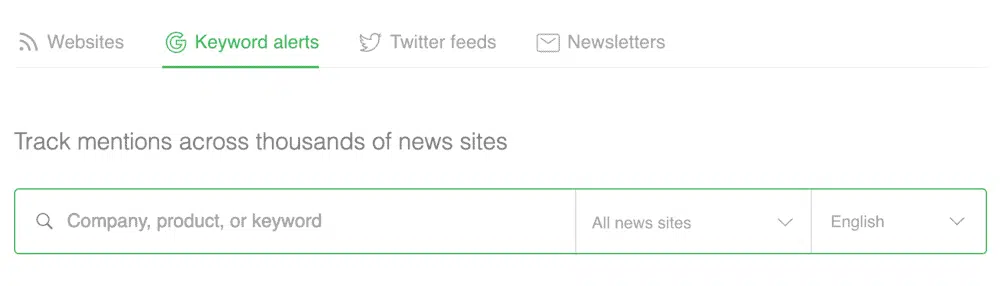 Websites Keyword alerts Twitter feeds Newsletters
Track mentions across thousands of news sites
Company, product, or keyword All news sites English